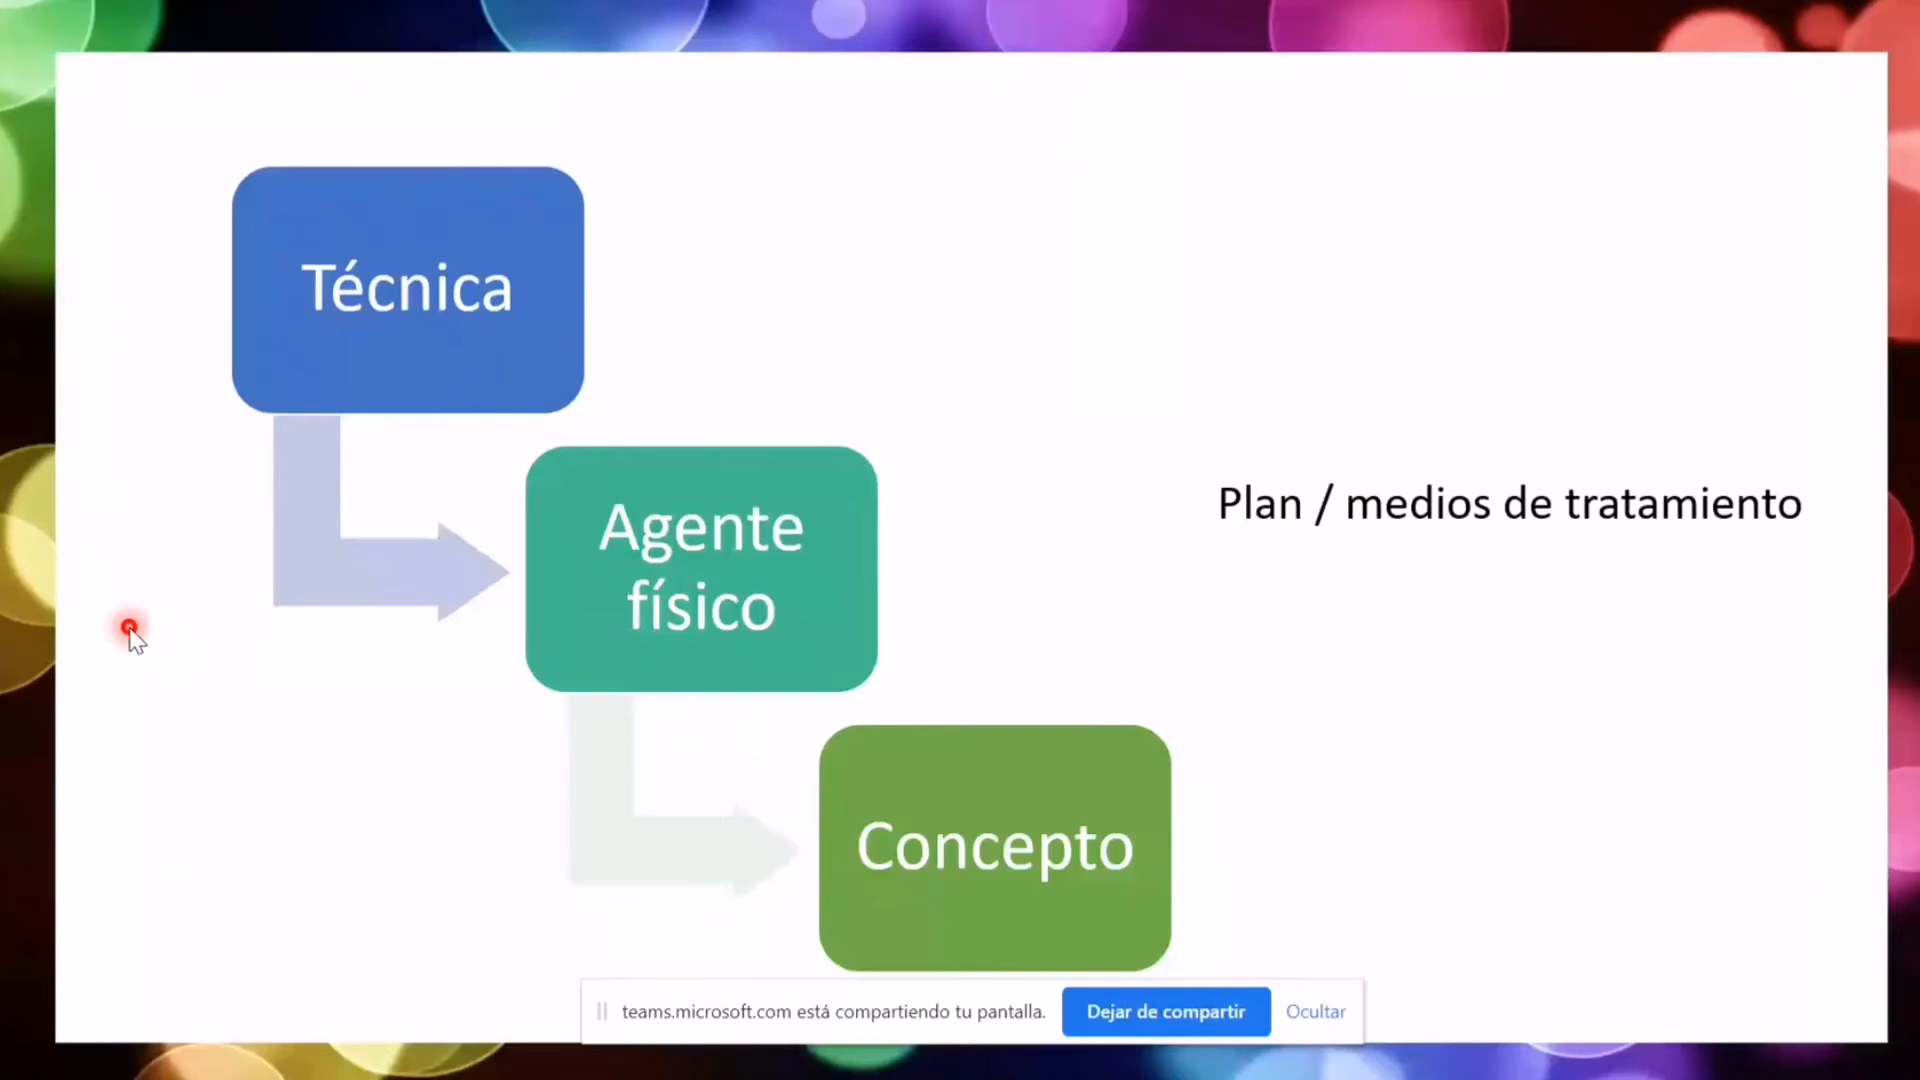 Técnica
Agente
físico
Plan / medios de tratamiento
Concepto
teams.microsoft.com está compartiendo tu pantalla.
Dejar de compartir
Ocultar